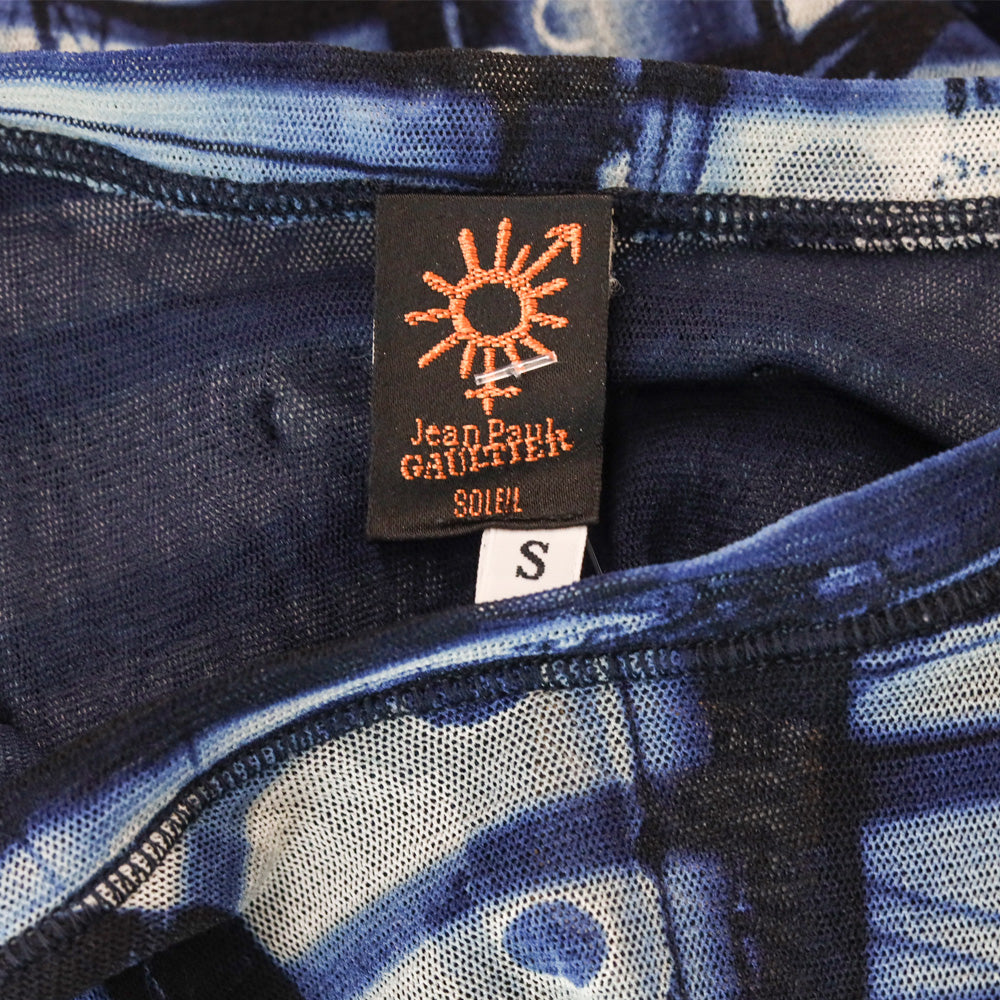 Jean Paul
GAULTIER
SOLEIL
S